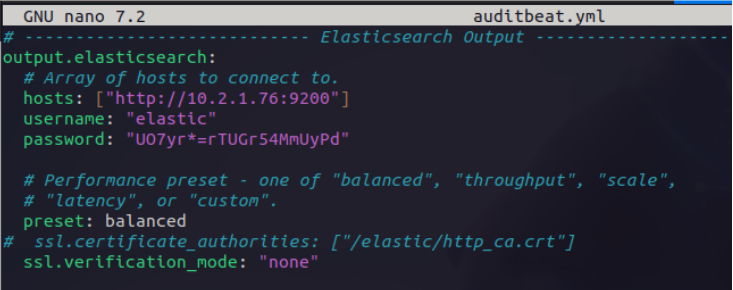 GNU nano 7.2 auditbeat.yml
# ---------------------------- Elasticsearch Output -------------------
output.elasticsearch:
# Array of hosts to connect to.
hosts: ["http://10.2.1.76:9200"]
username: "elastic"
password: "UO7yr*=rTUGr54MmUyPd"
# Performance preset - one of "balanced", "throughput", "scale",
# "latency", or "custom".
preset: balanced
# ssl.certificate_authorities: ["/elastic/http_ca.crt"]
ssl.verification_mode: "none"